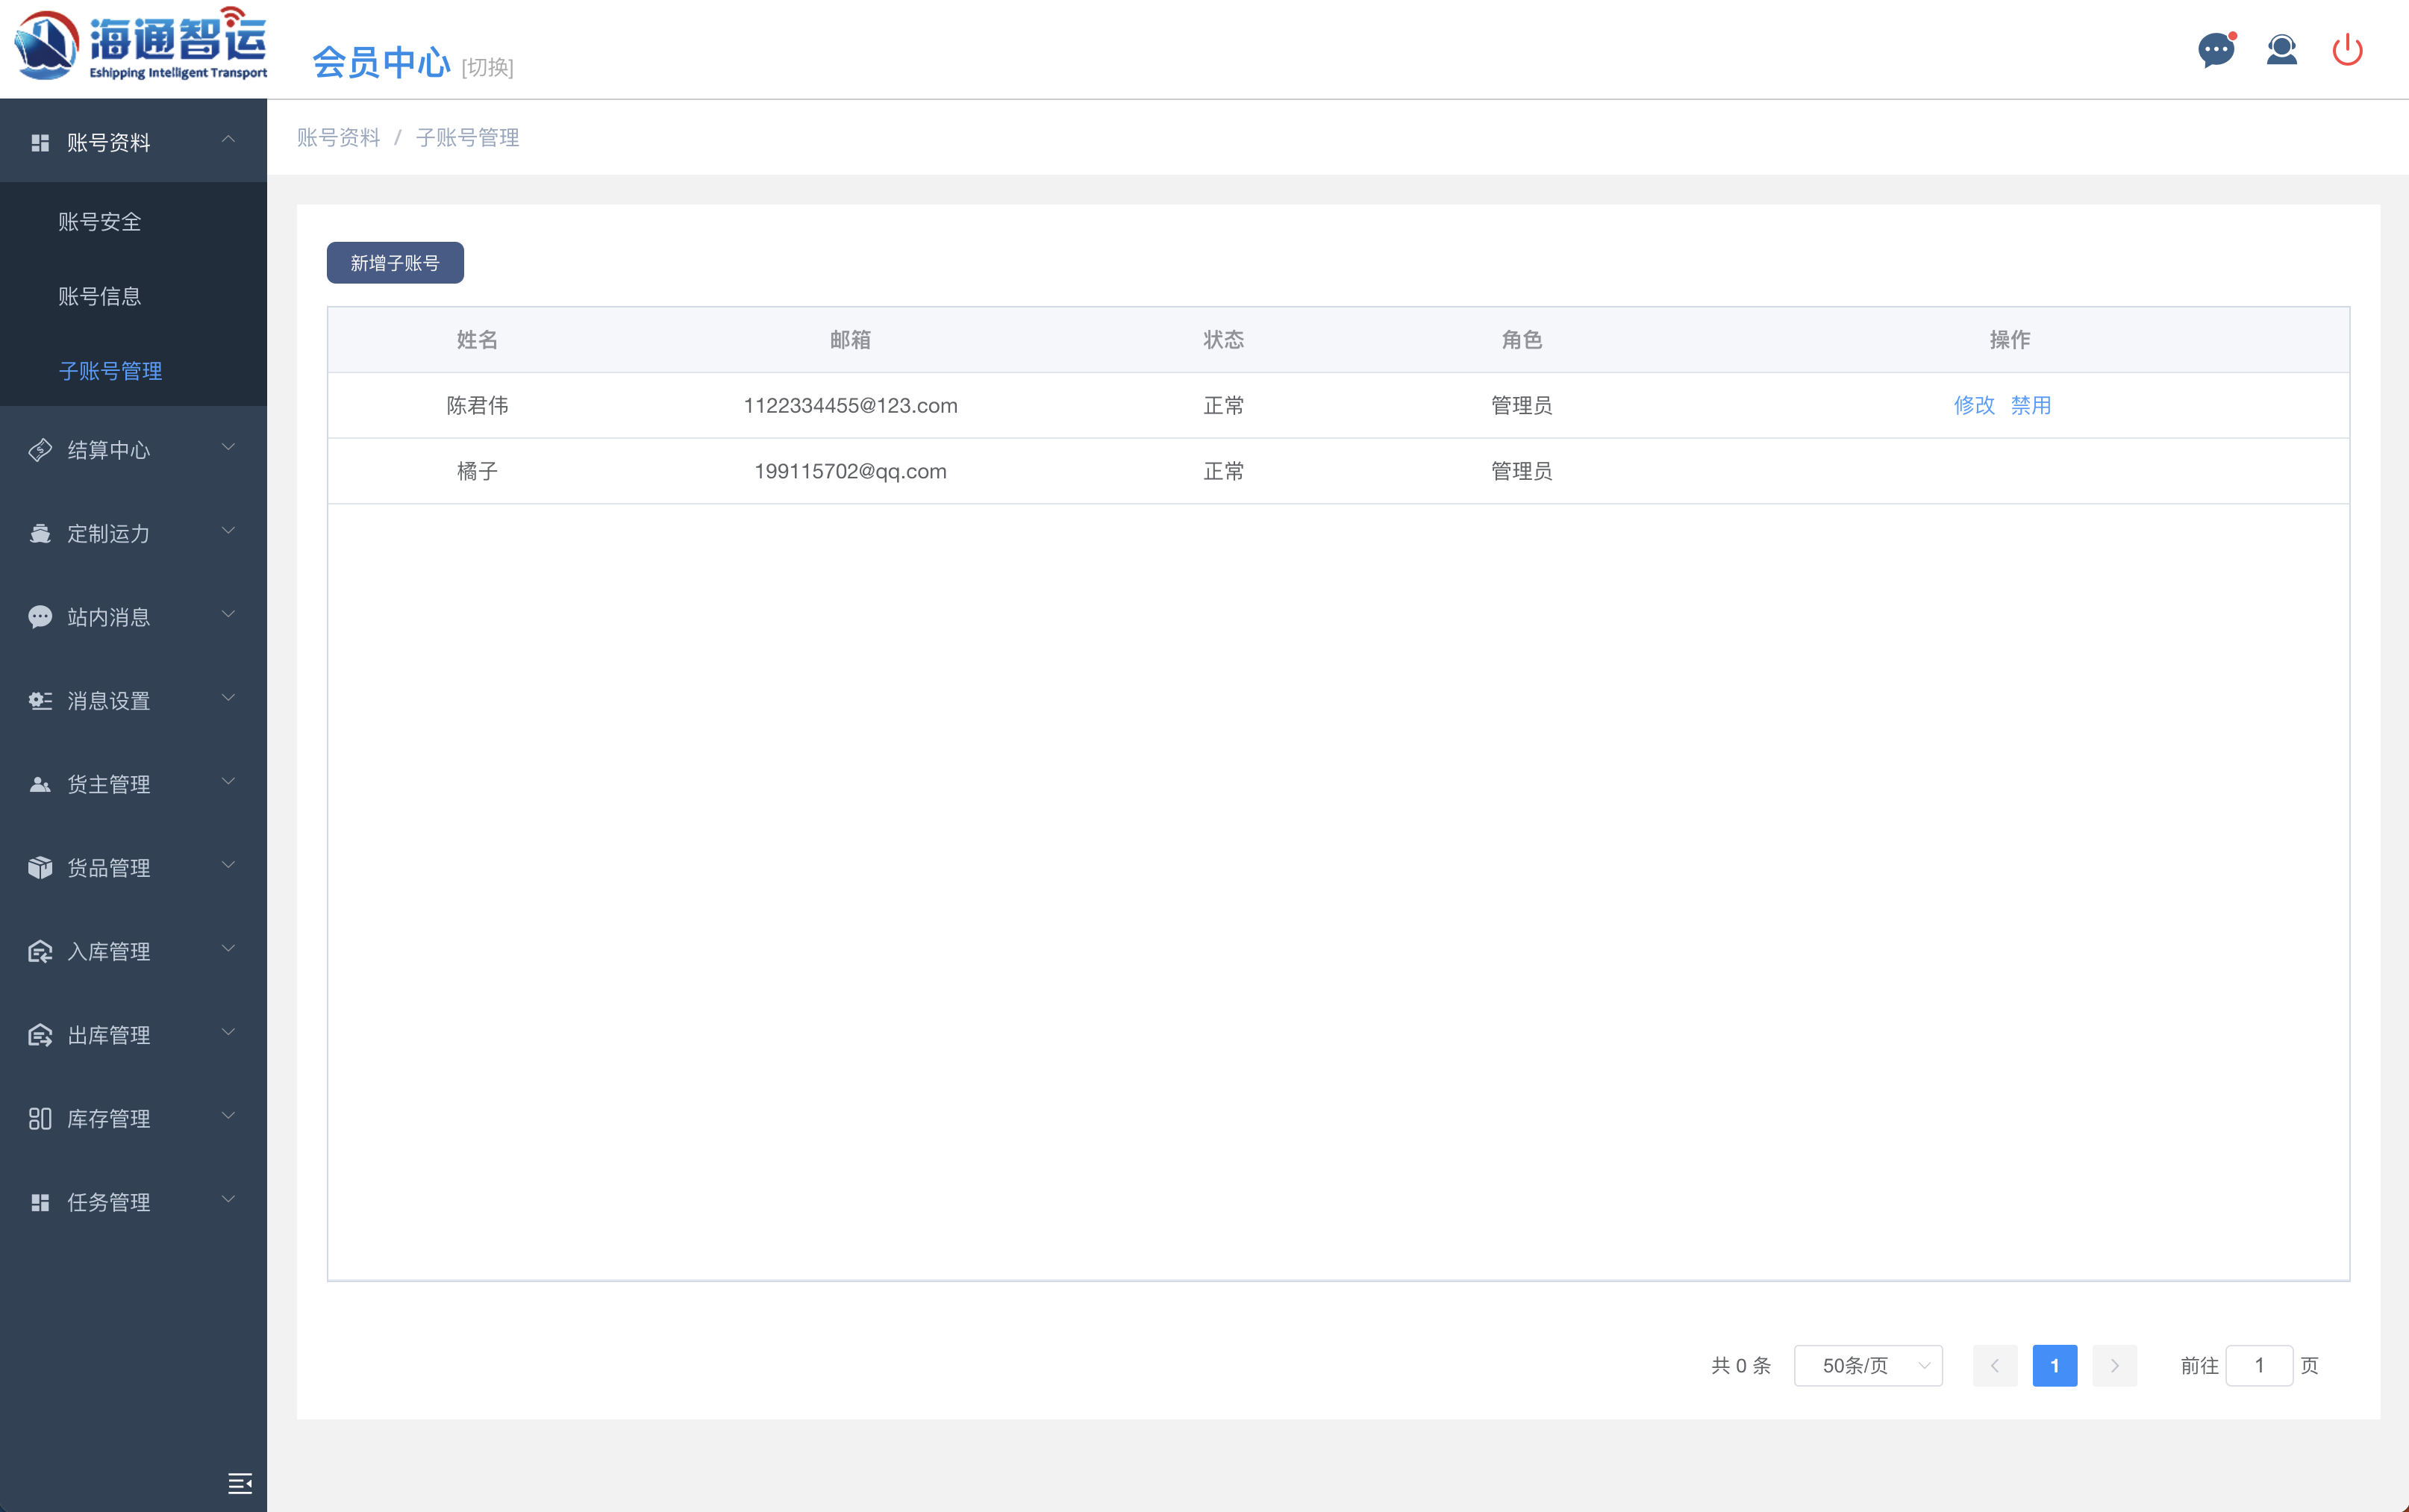 海通智运
Eshipping Intelligent Transport
会员中心 [切换]
账号资料
账号安全
账号信息
子账号管理
结算中心
定制运力
站内消息
消息设置
货主管理
货品管理
入库管理
出库管理
库存管理
任务管理
账号资料 / 子账号管理
新增子账号
姓名 邮箱 状态 角色 操作
陈君伟 1122334455@123.com 正常 管理员 修改 禁用
橘子 199115702@qq.com 正常 管理员
共 0 条 50条/页 1 前往 1 页